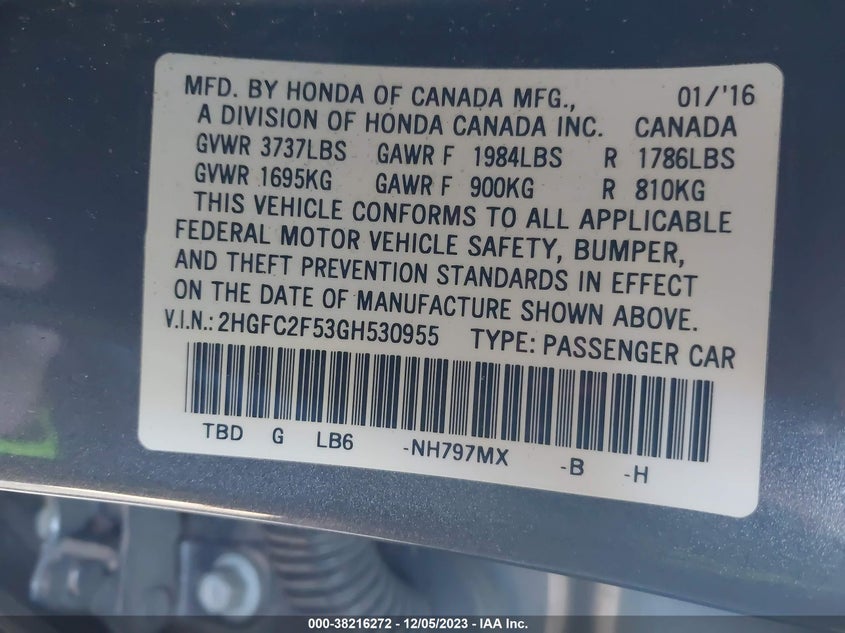 MFD. BY HONDA OF CANADA MFG., 01/'16
A DIVISION OF HONDA CANADA INC. CANADA
GVWR 3737LBS GAWR F 1984LBS R 1786LBS
GVWR 1695KG GAWR F 900KG R 810KG
THIS VEHICLE CONFORMS TO ALL APPLICABLE
FEDERAL MOTOR VEHICLE SAFETY, BUMPER,
AND THEFT PREVENTION STANDARDS IN EFFECT
ON THE DATE OF MANUFACTURE SHOWN ABOVE.
V.I.N.: 2HGFC2F53GH530955 TYPE: PASSENGER CAR
TBD G LB6 -NH797MX -B -H
000-38216272 - 12/05/2023 - IAA Inc.